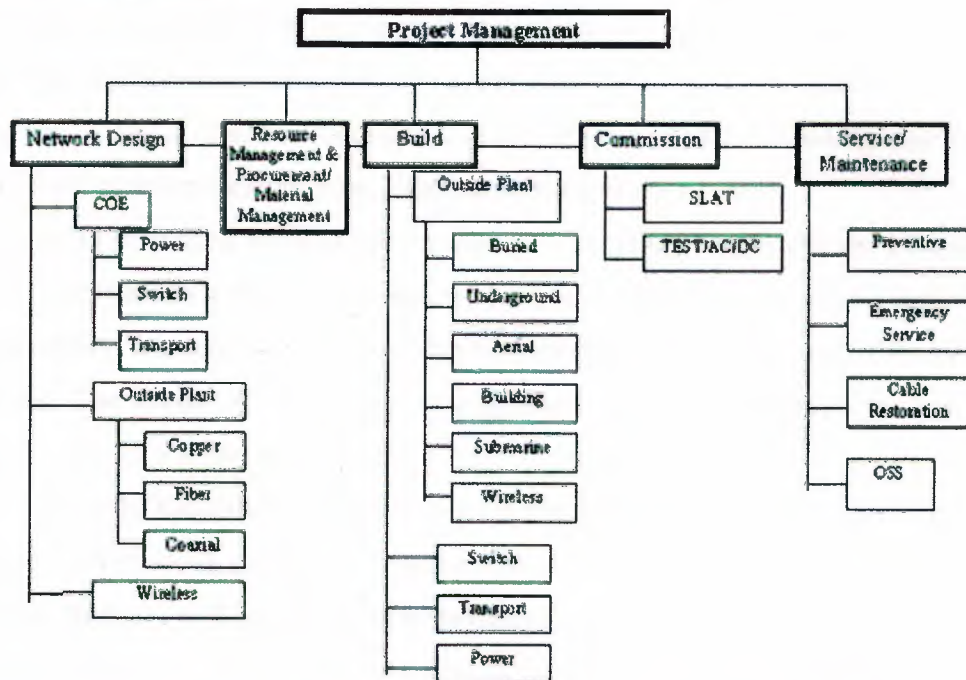 Project Management
Network Design
Resource
Management &
Procurement/
Material
Management
Build
Commission
Service/
Maintenance
COE
Power
Switch
Transport
Outside Plant
Copper
Fiber
Coaxial
Wireless
Outside Plant
Buried
Underground
Aerial
Building
Submarine
Wireless
Switch
Transport
Power
SLAT
TEST/AC/DC
Preventive
Emergency
Service
Cable
Restoration
OSS